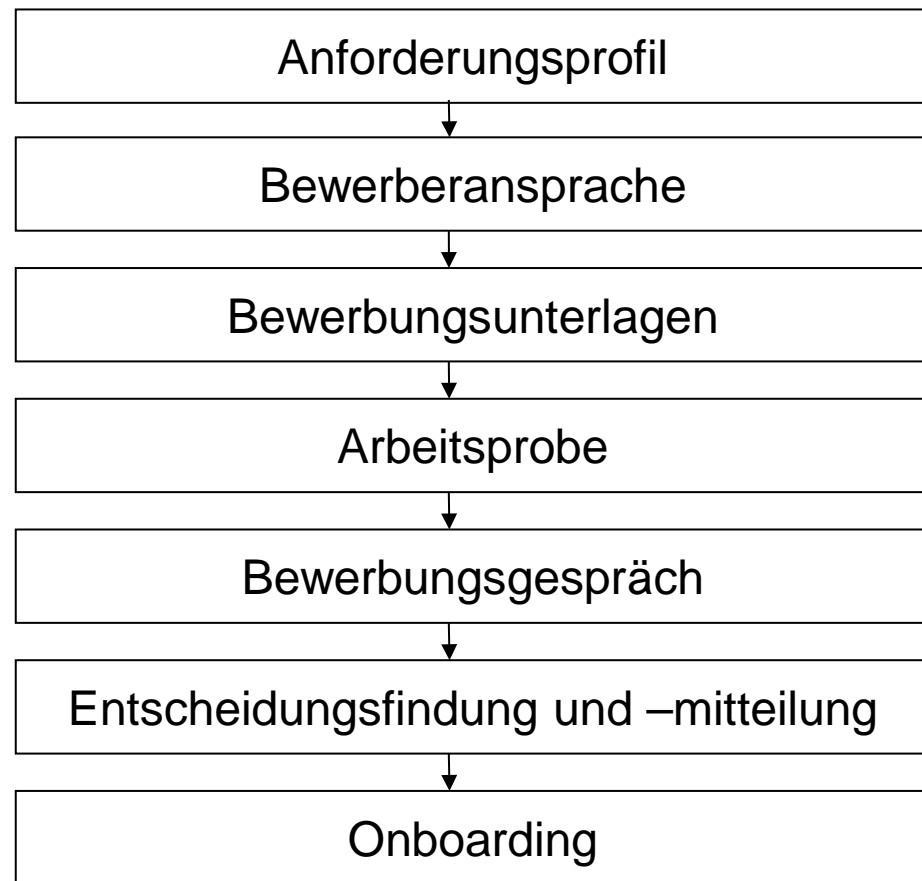 Anforderungsprofil
Bewerberansprache
Bewerbungsunterlagen
Arbeitsprobe
Bewerbungsgespräch
Entscheidungsfindung und –mitteilung
Onboarding